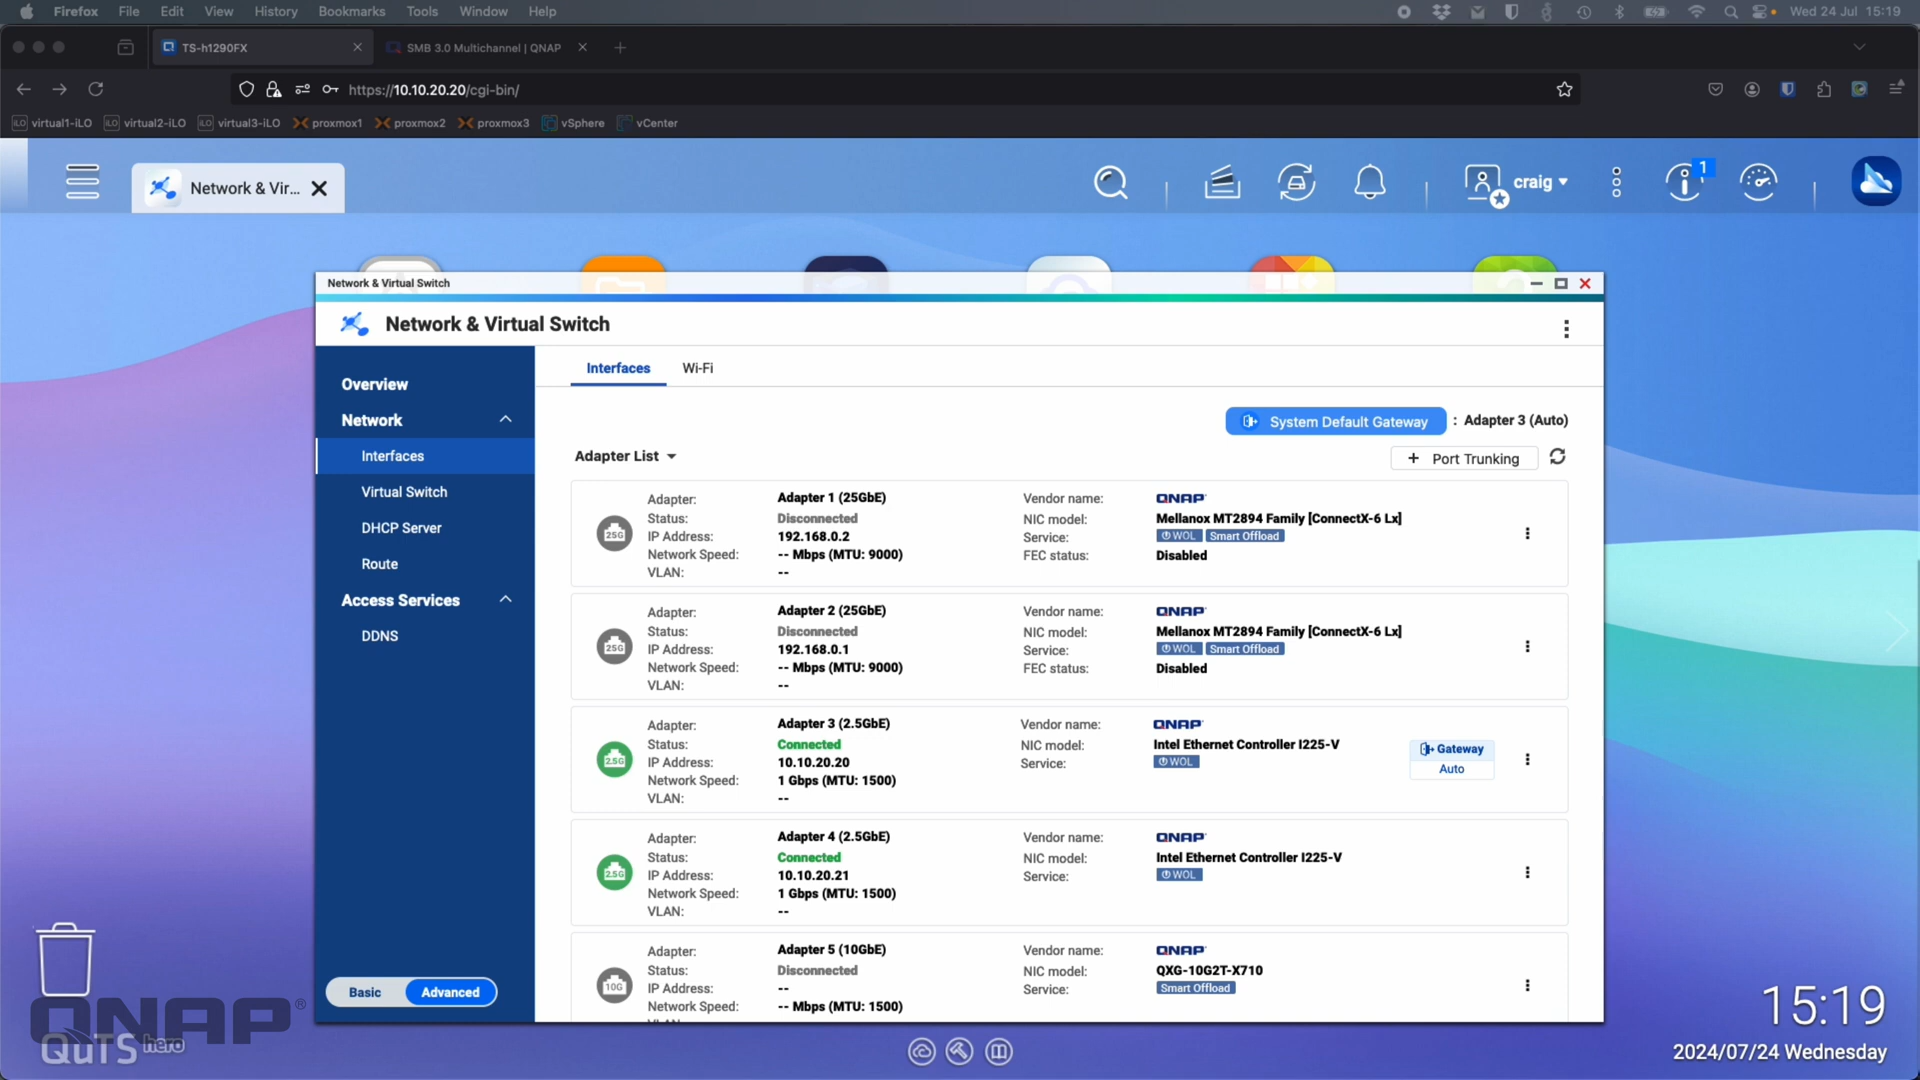 Firefox File Edit View History Bookmarks Tools Window Help Wed 24 Jul 15:19
TS-h1290FX SMB 3.0 Multichannel | QNAP
https://10.10.20.20/cgi-bin/
iLO virtual1-iLO iLO virtual2-iLO iLO virtual3-iLO proxmox1 proxmox2 proxmox3 vSphere vCenter
Network & Vir... craig 1
Network & Virtual Switch
Network & Virtual Switch
Overview
Network
Interfaces
Virtual Switch
DHCP Server
Route
Access Services
DDNS
Basic Advanced
Interfaces Wi-Fi
System Default Gateway : Adapter 3 (Auto)
Adapter List + Port Trunking
25G
Adapter: Adapter 1 (25GbE) Vendor name: QNAP
Status: Disconnected NIC model: Mellanox MT2894 Family [ConnectX-6 Lx]
IP Address: 192.168.0.2 Service: WOL Smart Offload
Network Speed: -- Mbps (MTU: 9000) FEC status: Disabled
VLAN: --
25G
Adapter: Adapter 2 (25GbE) Vendor name: QNAP
Status: Disconnected NIC model: Mellanox MT2894 Family [ConnectX-6 Lx]
IP Address: 192.168.0.1 Service: WOL Smart Offload
Network Speed: -- Mbps (MTU: 9000) FEC status: Disabled
VLAN: --
2.5G
Adapter: Adapter 3 (2.5GbE) Vendor name: QNAP
Status: Connected NIC model: Intel Ethernet Controller I225-V
IP Address: 10.10.20.20 Service: WOL
Network Speed: 1 Gbps (MTU: 1500)
VLAN: --
Gateway
Auto
2.5G
Adapter: Adapter 4 (2.5GbE) Vendor name: QNAP
Status: Connected NIC model: Intel Ethernet Controller I225-V
IP Address: 10.10.20.21 Service: WOL
Network Speed: 1 Gbps (MTU: 1500)
VLAN: --
10G
Adapter: Adapter 5 (10GbE) Vendor name: QNAP
Status: Disconnected NIC model: QXG-10G2T-X710
IP Address: -- Service: Smart Offload
Network Speed: -- Mbps (MTU: 1500)
QNAP®
QuTS hero
15:19
2024/07/24 Wednesday